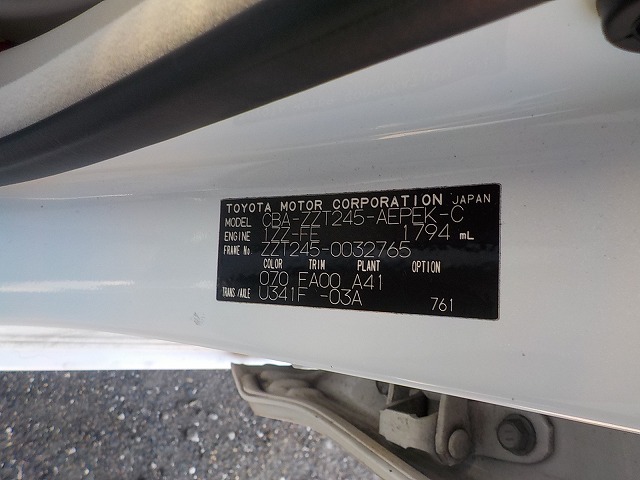 TOYOTA MOTOR CORPORATION JAPAN
MODEL CBA-ZZT245-AEPEK-C
ENGINE 1ZZ-FE 1794 mL
FRAME No. ZZT245-0032765
COLOR TRIM PLANT OPTION
070 FA00 A41
TRANS/AXLE U341F -03A
761